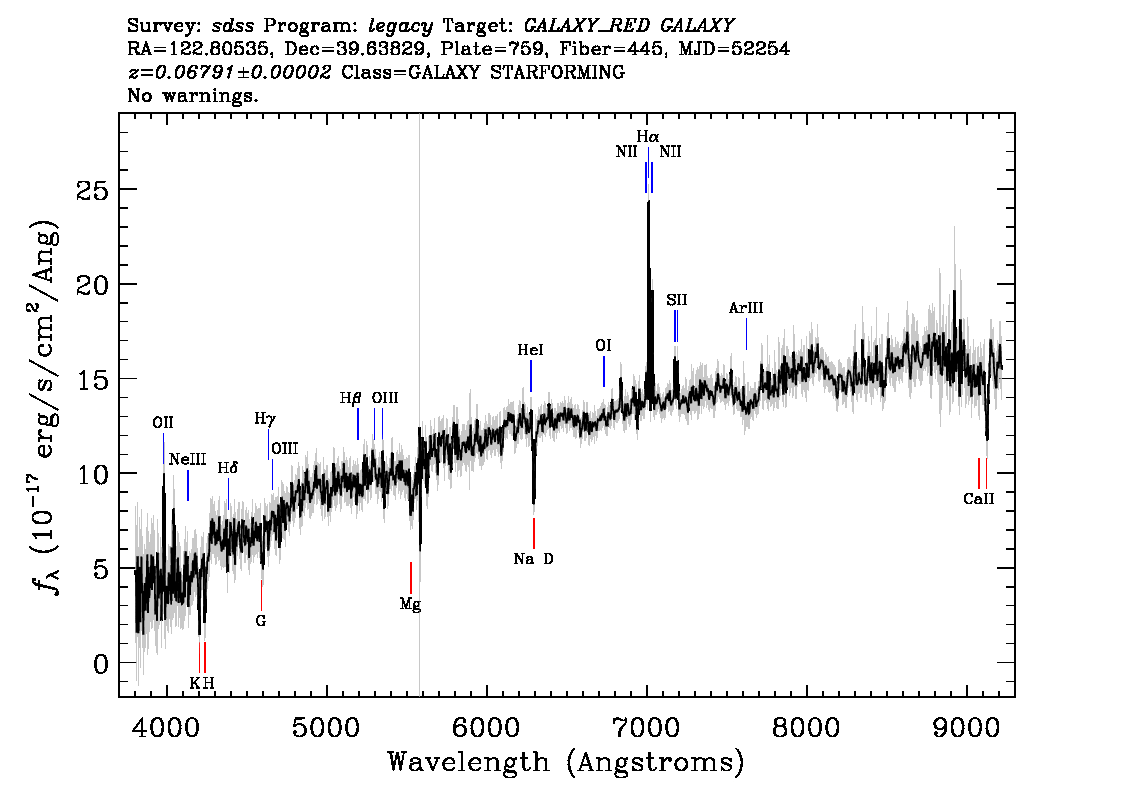 Survey: sdss Program: legacy Target: GALAXY_RED GALAXY
RA=122.80535, Dec=39.63829, Plate=759, Fiber=445, MJD=52254
z=0.06791±0.00002 Class=GALAXY STARFORMING
No warnings.
Hα
NII NII
25
20
SII
ArIII
15
HeI
OI
Hβ OIII
OII
Hγ
OIII
NeIII
Hδ
10
CaII
5
Na D
Mg
G
0
K H
4000 5000 6000 7000 8000 9000
Wavelength (Angstroms)
fλ (10⁻¹⁷ erg/s/cm²/Ang)